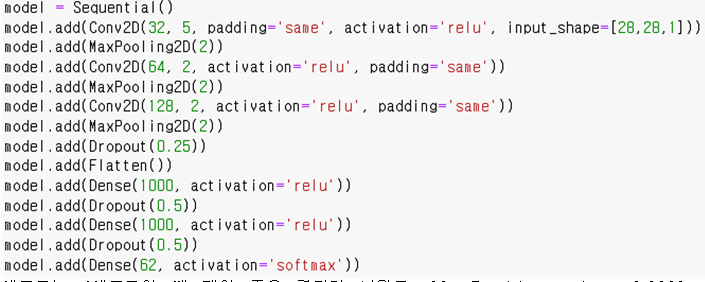 model = Sequential()
model.add(Conv2D(32, 5, padding='same', activation='relu', input_shape=[28,28,1]))
model.add(MaxPooling2D(2))
model.add(Conv2D(64, 2, activation='relu', padding='same'))
model.add(MaxPooling2D(2))
model.add(Conv2D(128, 2, activation='relu', padding='same'))
model.add(MaxPooling2D(2))
model.add(Dropout(0.25))
model.add(Flatten())
model.add(Dense(1000, activation='relu'))
model.add(Dropout(0.5))
model.add(Dense(1000, activation='relu'))
model.add(Dropout(0.5))
model.add(Dense(62, activation='softmax'))